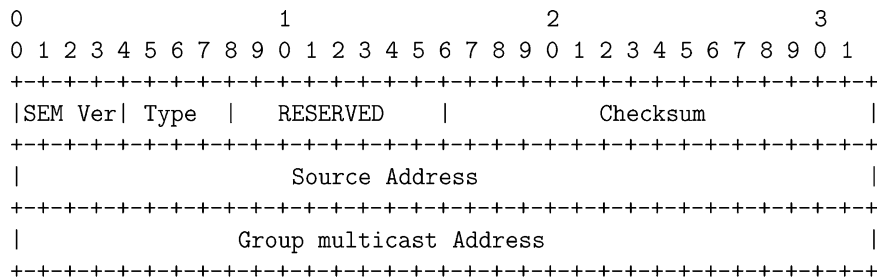 0                   1                   2                   3
0 1 2 3 4 5 6 7 8 9 0 1 2 3 4 5 6 7 8 9 0 1 2 3 4 5 6 7 8 9 0 1
+-+-+-+-+-+-+-+-+-+-+-+-+-+-+-+-+-+-+-+-+-+-+-+-+-+-+-+-+-+-+-+-+
|SEM Ver| Type  |   RESERVED    |           Checksum            |
+-+-+-+-+-+-+-+-+-+-+-+-+-+-+-+-+-+-+-+-+-+-+-+-+-+-+-+-+-+-+-+-+
|                    Source Address                             |
+-+-+-+-+-+-+-+-+-+-+-+-+-+-+-+-+-+-+-+-+-+-+-+-+-+-+-+-+-+-+-+-+
|                Group multicast Address                        |
+-+-+-+-+-+-+-+-+-+-+-+-+-+-+-+-+-+-+-+-+-+-+-+-+-+-+-+-+-+-+-+-+